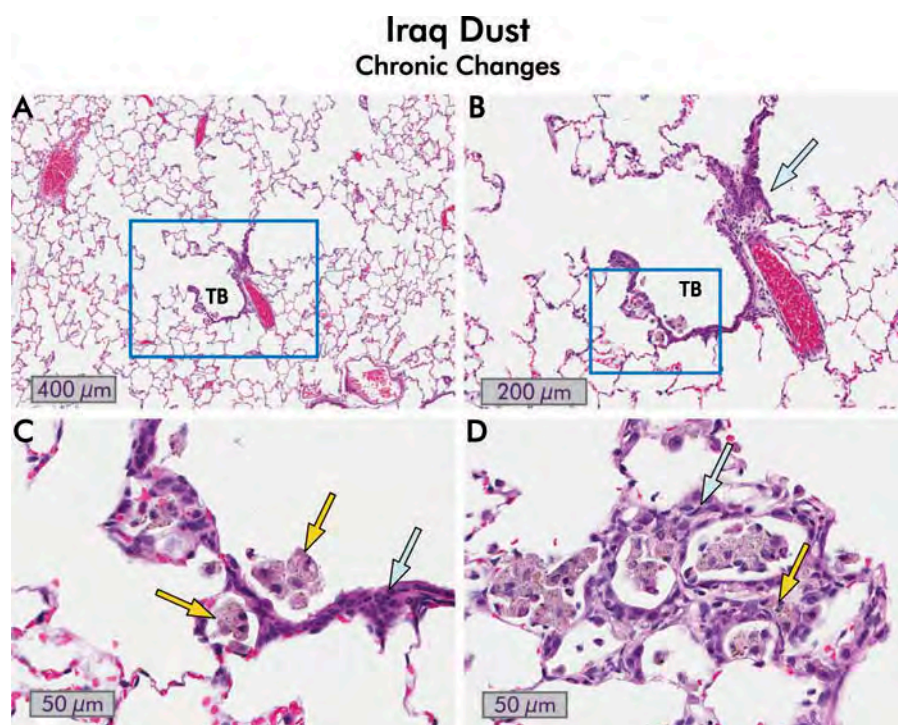 Iraq Dust
Chronic Changes
A
B
TB
TB
400 µm
200 µm
C
D
50 µm
50 µm